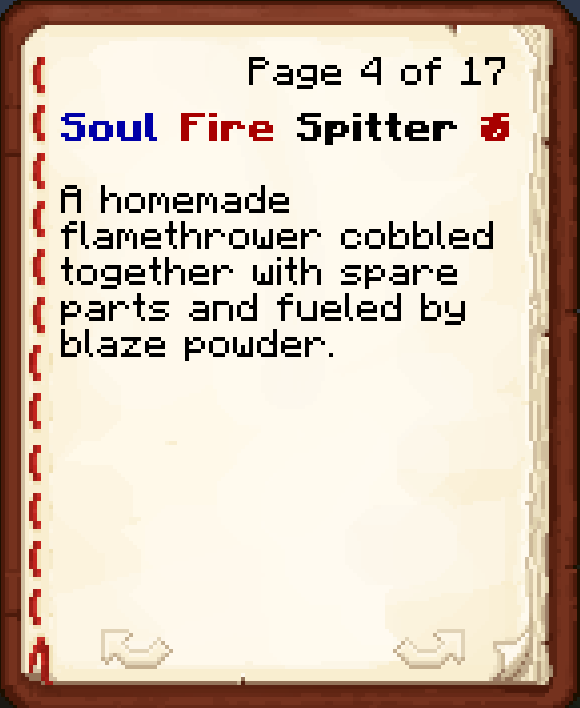 Page 4 of 17
Soul Fire Spitter
A homemade
flamethrower cobbled
together with spare
parts and fueled by
blaze powder.